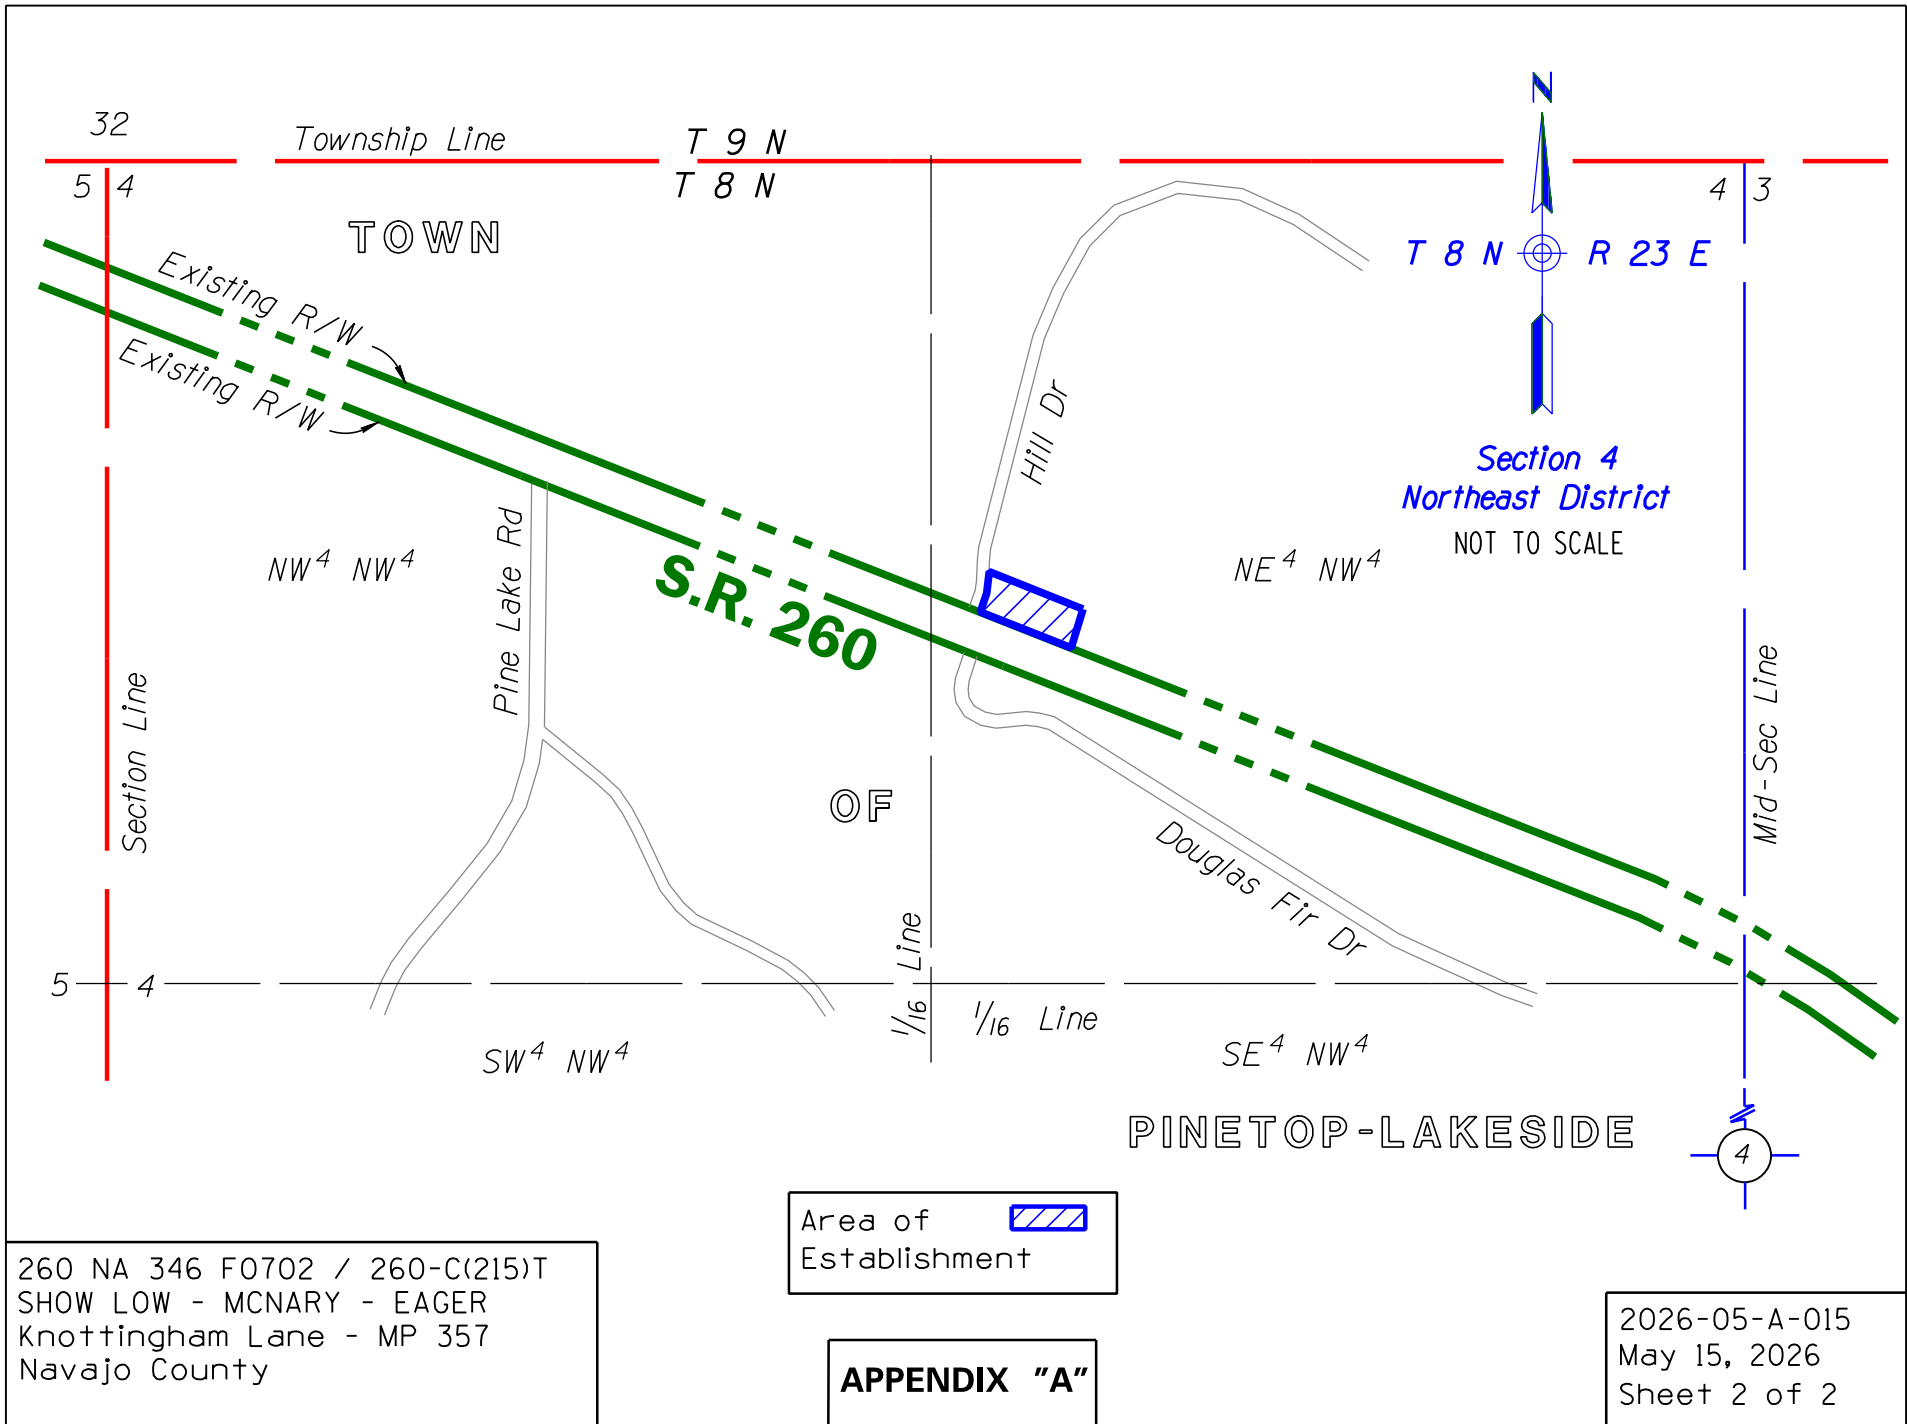 N
32
Township Line
T 9 N
5 4
T 8 N
4 3
TOWN
T 8 N
R 23 E
Existing R/W
Existing R/W
Hill Dr
Section 4
Northeast District
NOT TO SCALE
NW4 NW4
Pine Lake Rd
S.R. 260
NE4 NW4
Section Line
Mid-Sec Line
OF
Douglas Fir Dr
1/16 Line
5 4
1/16 Line
SW4 NW4
SE4 NW4
PINETOP-LAKESIDE
4
Area of
Establishment
260 NA 346 F0702 / 260-C(215)T
SHOW LOW - MCNARY - EAGER
Knottingham Lane - MP 357
Navajo County
APPENDIX "A"
2026-05-A-015
May 15, 2026
Sheet 2 of 2